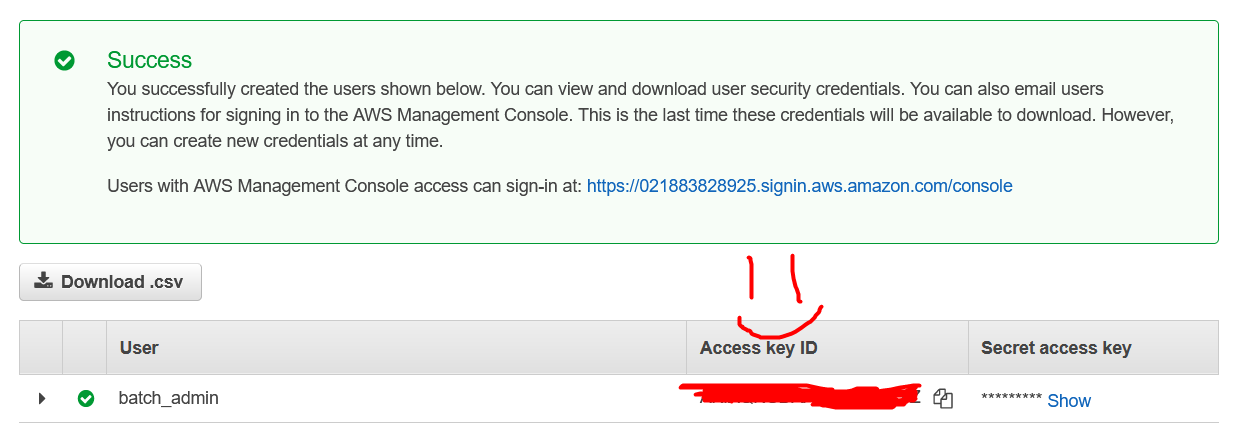 Success
You successfully created the users shown below. You can view and download user security credentials. You can also email users
instructions for signing in to the AWS Management Console. This is the last time these credentials will be available to download. However,
you can create new credentials at any time.
Users with AWS Management Console access can sign-in at: https://021883828925.signin.aws.amazon.com/console
Download .csv
User Access key ID Secret access key
batch_admin ********* Show